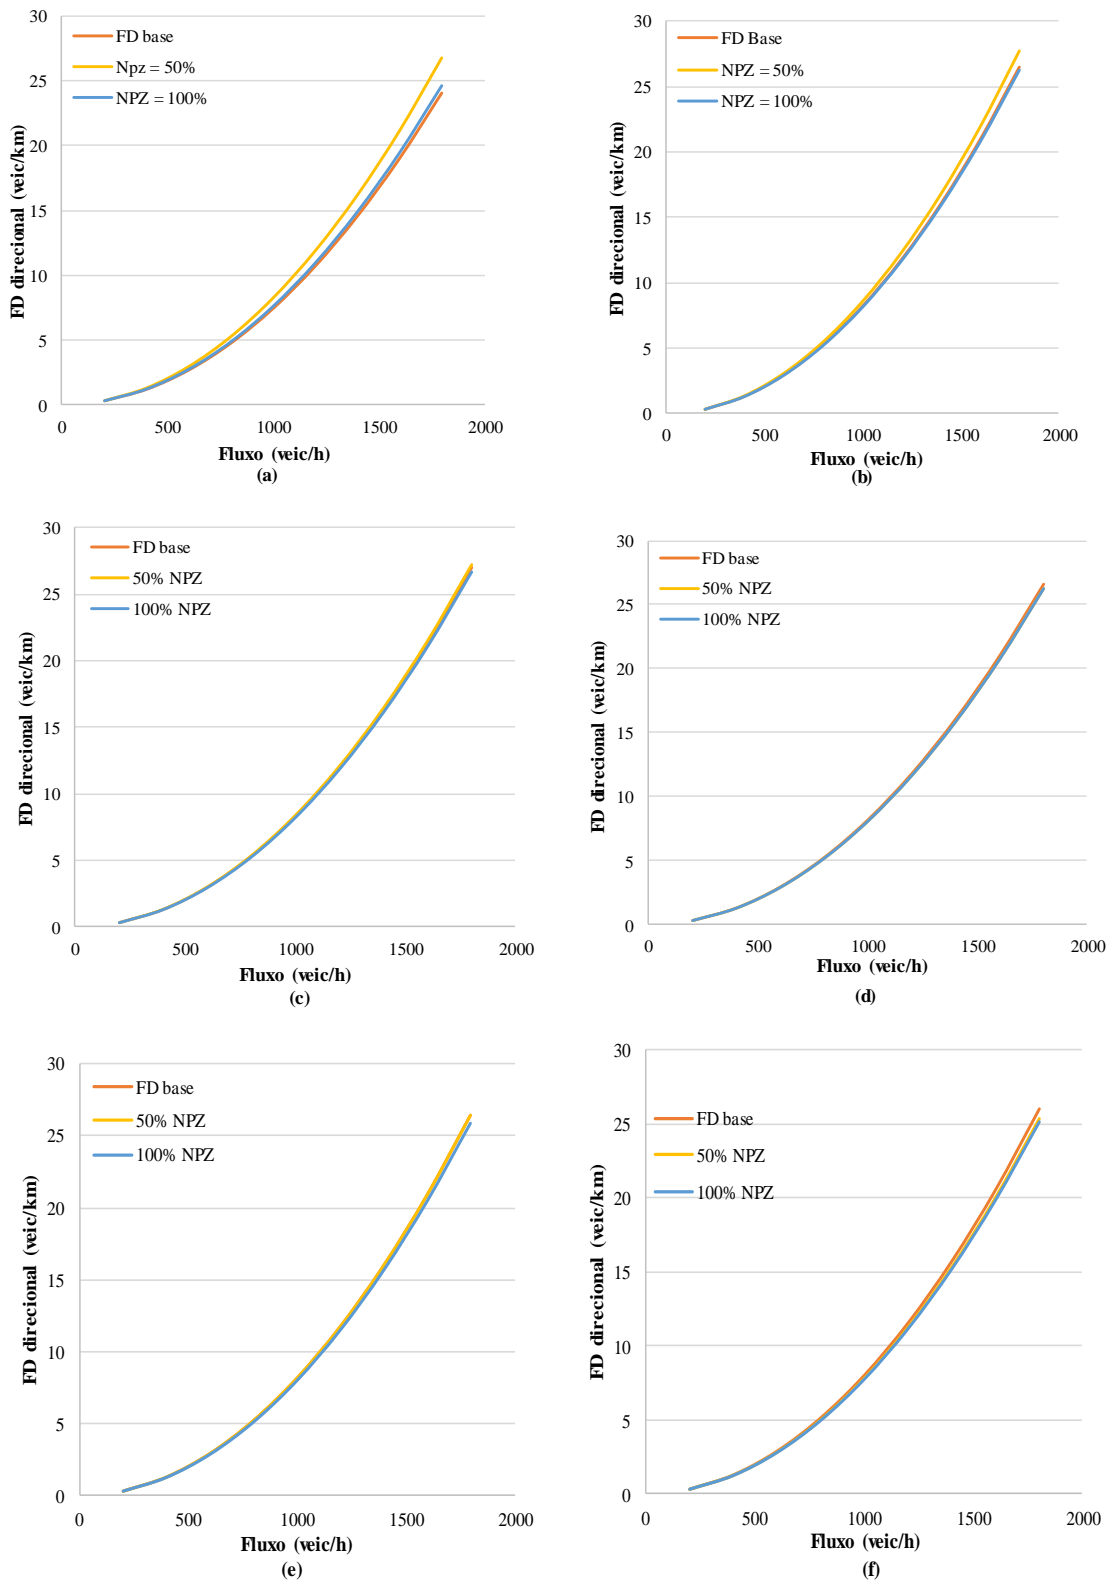 30
25
20
15
10
5
0
FD direcional (veic/km)
FD base
Npz = 50%
NPZ = 100%
0 500 1000 1500 2000
Fluxo (veic/h)
(a)
30
25
20
15
10
5
0
FD direcional (veic/km)
FD Base
NPZ = 50%
NPZ = 100%
0 500 1000 1500 2000
Fluxo (veic/h)
(b)
30
25
20
15
10
5
0
FD direcional (veic/km)
FD base
50% NPZ
100% NPZ
0 500 1000 1500 2000
Fluxo (veic/h)
(c)
30
25
20
15
10
5
0
FD direcional (veic/km)
FD base
50% NPZ
100% NPZ
0 500 1000 1500 2000
Fluxo (veic/h)
(d)
30
25
20
15
10
5
0
FD direcional (veic/km)
FD base
50% NPZ
100% NPZ
0 500 1000 1500 2000
Fluxo (veic/h)
(e)
30
25
20
15
10
5
0
FD direcional (veic/km)
FD base
50% NPZ
100% NPZ
0 500 1000 1500 2000
Fluxo (veic/h)
(f)